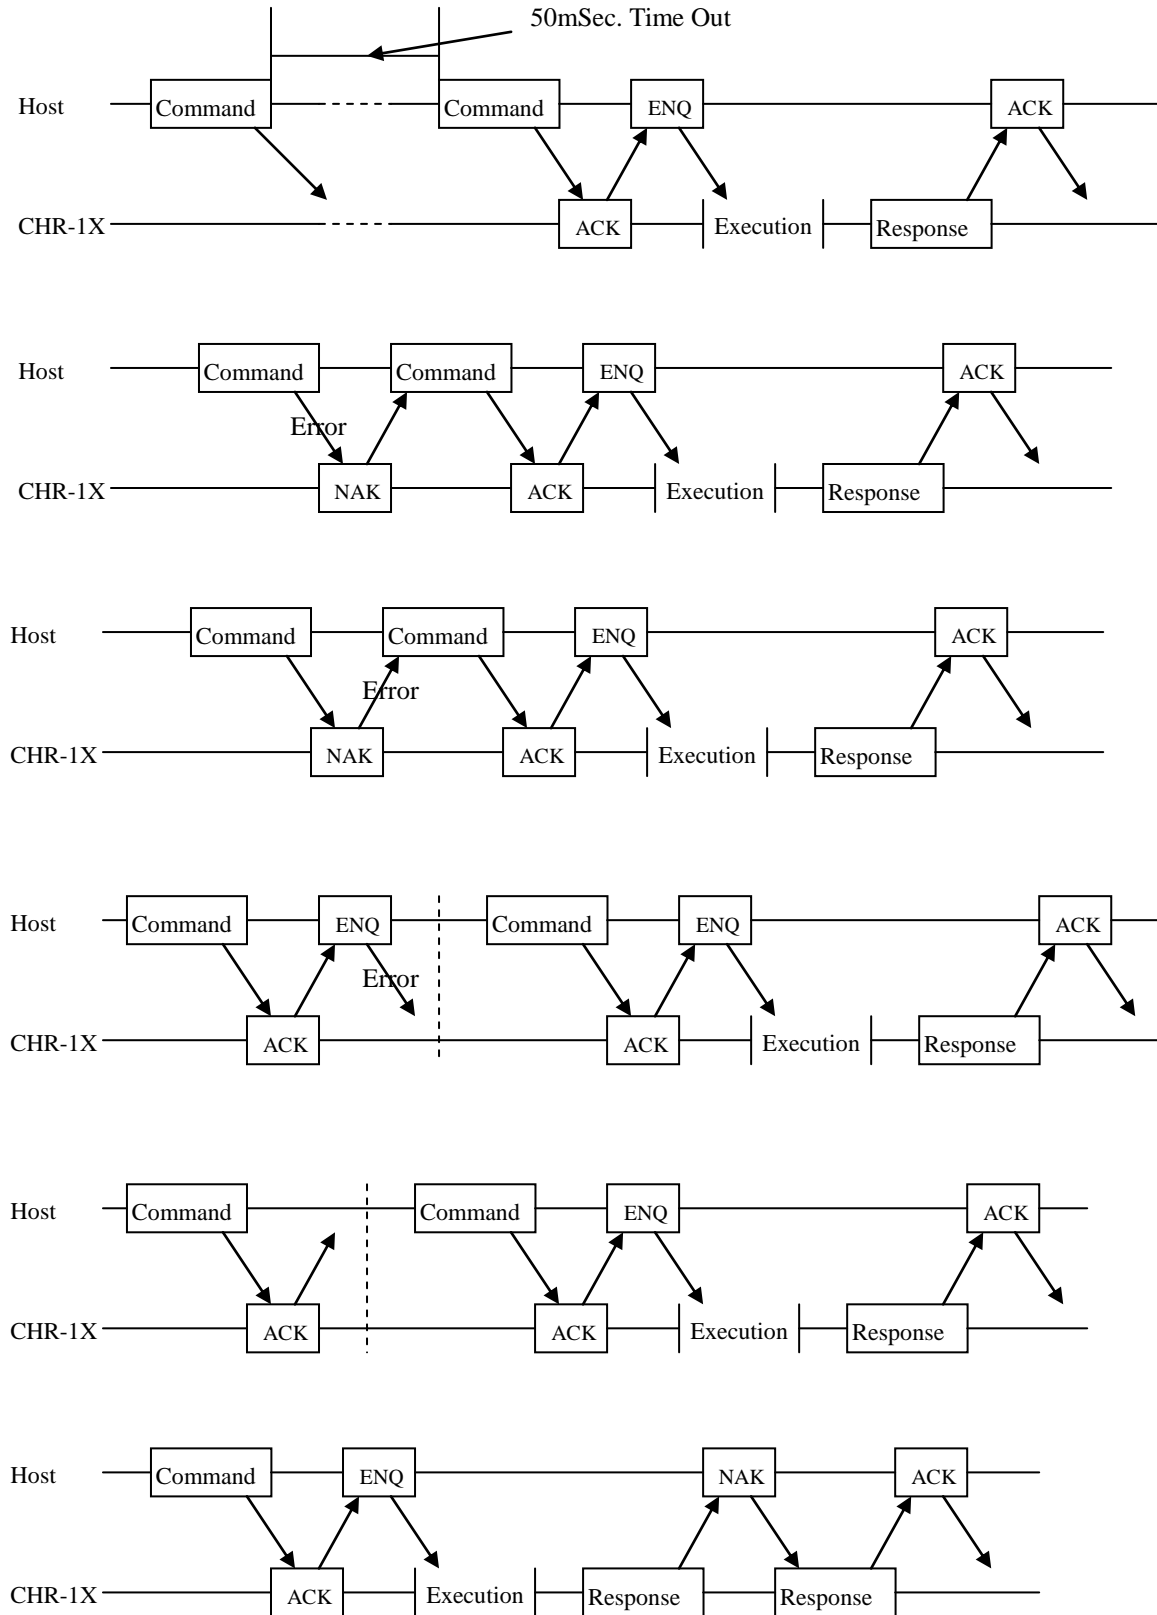 50mSec. Time Out
Host Command Command ENQ ACK
CHR-1X ACK Execution Response
Host Command Command ENQ ACK
Error
CHR-1X NAK ACK Execution Response
Host Command Command ENQ ACK
Error
CHR-1X NAK ACK Execution Response
Host Command ENQ Command ENQ ACK
Error
CHR-1X ACK ACK Execution Response
Host Command Command ENQ ACK
CHR-1X ACK ACK Execution Response
Host Command ENQ NAK ACK
CHR-1X ACK Execution Response Response